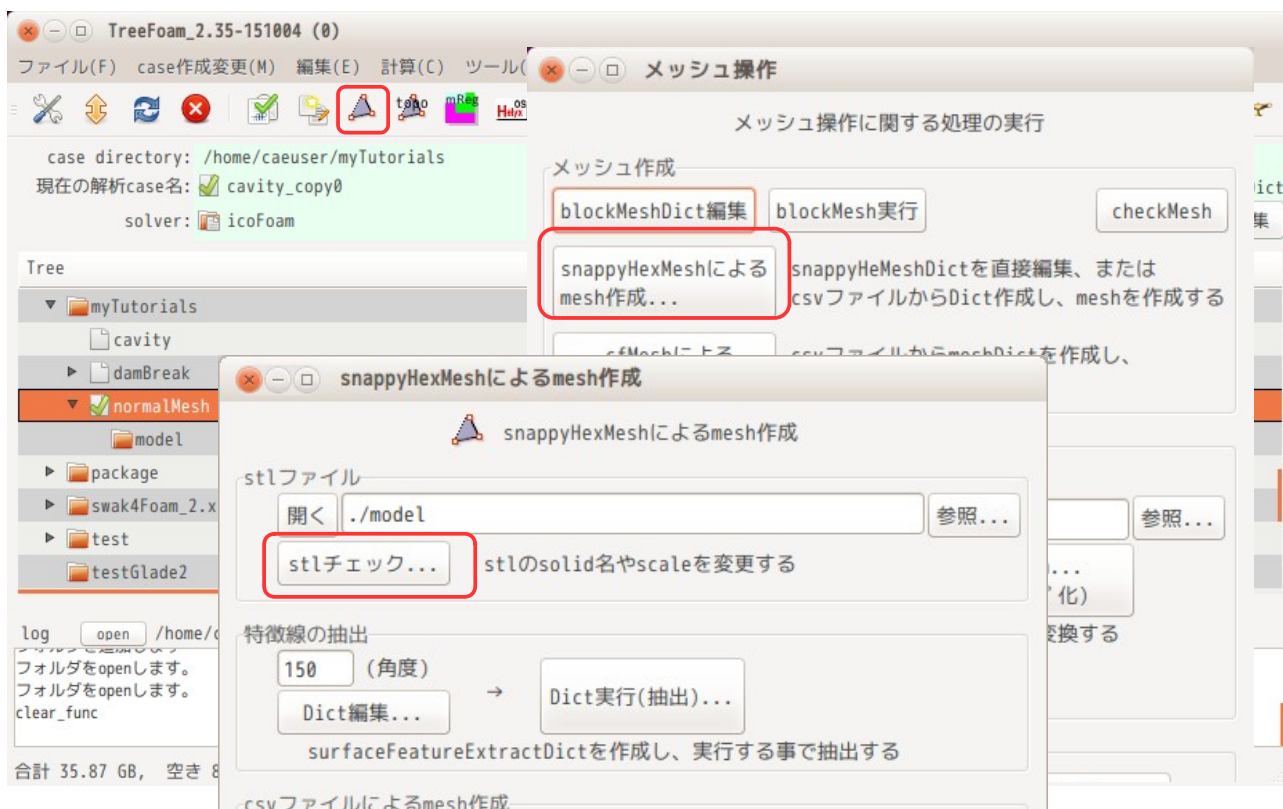 TreeFoam_2.35-151004 (0)
ファイル(F) case作成変更(M) 編集(E) 計算(C) ツール(
topo
mReg
case directory: /home/caeuser/myTutorials
現在の解析case名: cavity_copy0
solver: icoFoam
Tree
myTutorials
cavity
damBreak
normalMesh
model
package
swak4Foam_2.x
test
testGlade2
log open /home/c
フォルダをopenします。
フォルダをopenします。
clear_func
合計 35.87 GB, 空き 8
メッシュ操作
メッシュ操作に関する処理の実行
メッシュ作成
blockMeshDict編集 blockMesh実行 checkMesh
snappyHexMeshによる
mesh作成...
snappyHeMeshDictを直接編集、または
csvファイルからDict作成し、meshを作成する
cfMeshによる csvファイルからmeshDictを作成し、
参照...
化)
変換する
ict
集
snappyHexMeshによるmesh作成
snappyHexMeshによるmesh作成
stlファイル
開く ./model 参照...
stlチェック... stlのsolid名やscaleを変更する
特徴線の抽出
150 (角度)
Dict編集... → Dict実行(抽出)...
surfaceFeatureExtractDictを作成し、実行する事で抽出する
csvファイルによるmesh作成